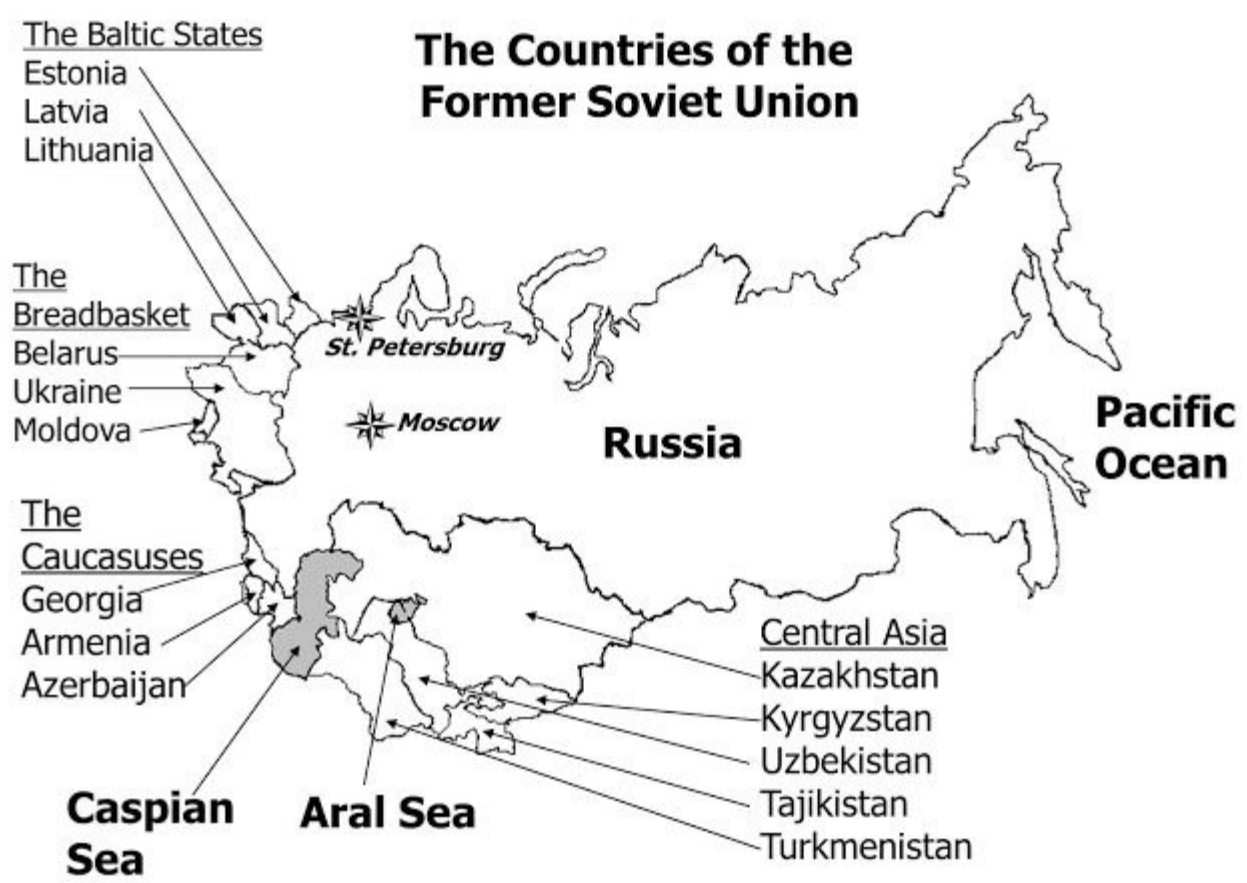 The Countries of the
Former Soviet Union
The Baltic States
Estonia
Latvia
Lithuania
The
Breadbasket
Belarus
Ukraine
Moldova
St. Petersburg
Moscow
Russia
Pacific
Ocean
The
Caucasuses
Georgia
Armenia
Azerbaijan
Central Asia
Kazakhstan
Kyrgyzstan
Uzbekistan
Tajikistan
Turkmenistan
Caspian
Sea
Aral Sea